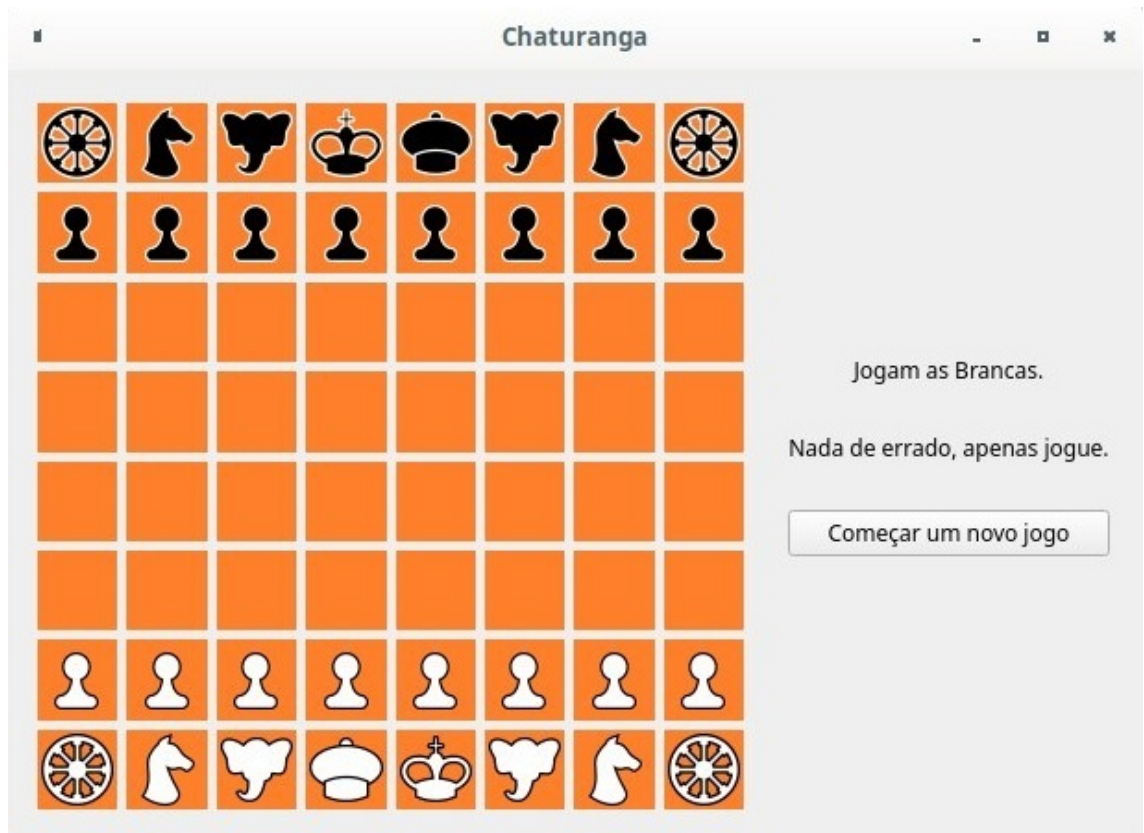 Chaturanga
Jogam as Brancas.
Nada de errado, apenas jogue.
Começar um novo jogo